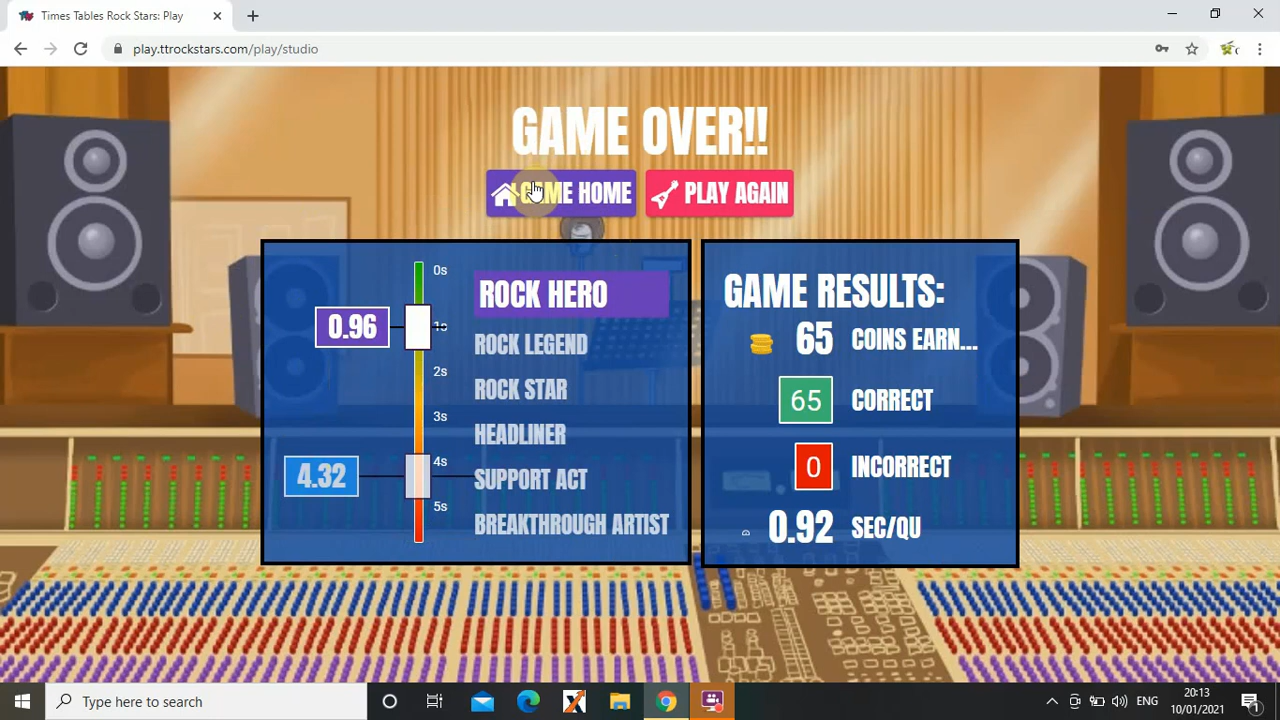 Times Tables Rock Stars: Play
play.ttrockstars.com/play/studio
GAME OVER!!
HOME
PLAY AGAIN
0s
ROCK HERO
0.96
1s
ROCK LEGEND
2s
ROCK STAR
3s
HEADLINER
4s
4.32
SUPPORT ACT
5s
BREAKTHROUGH ARTIST
GAME RESULTS:
65 COINS EARN...
65 CORRECT
0 INCORRECT
0.92 SEC/QU
Type here to search
ENG
20:13
10/01/2021
1